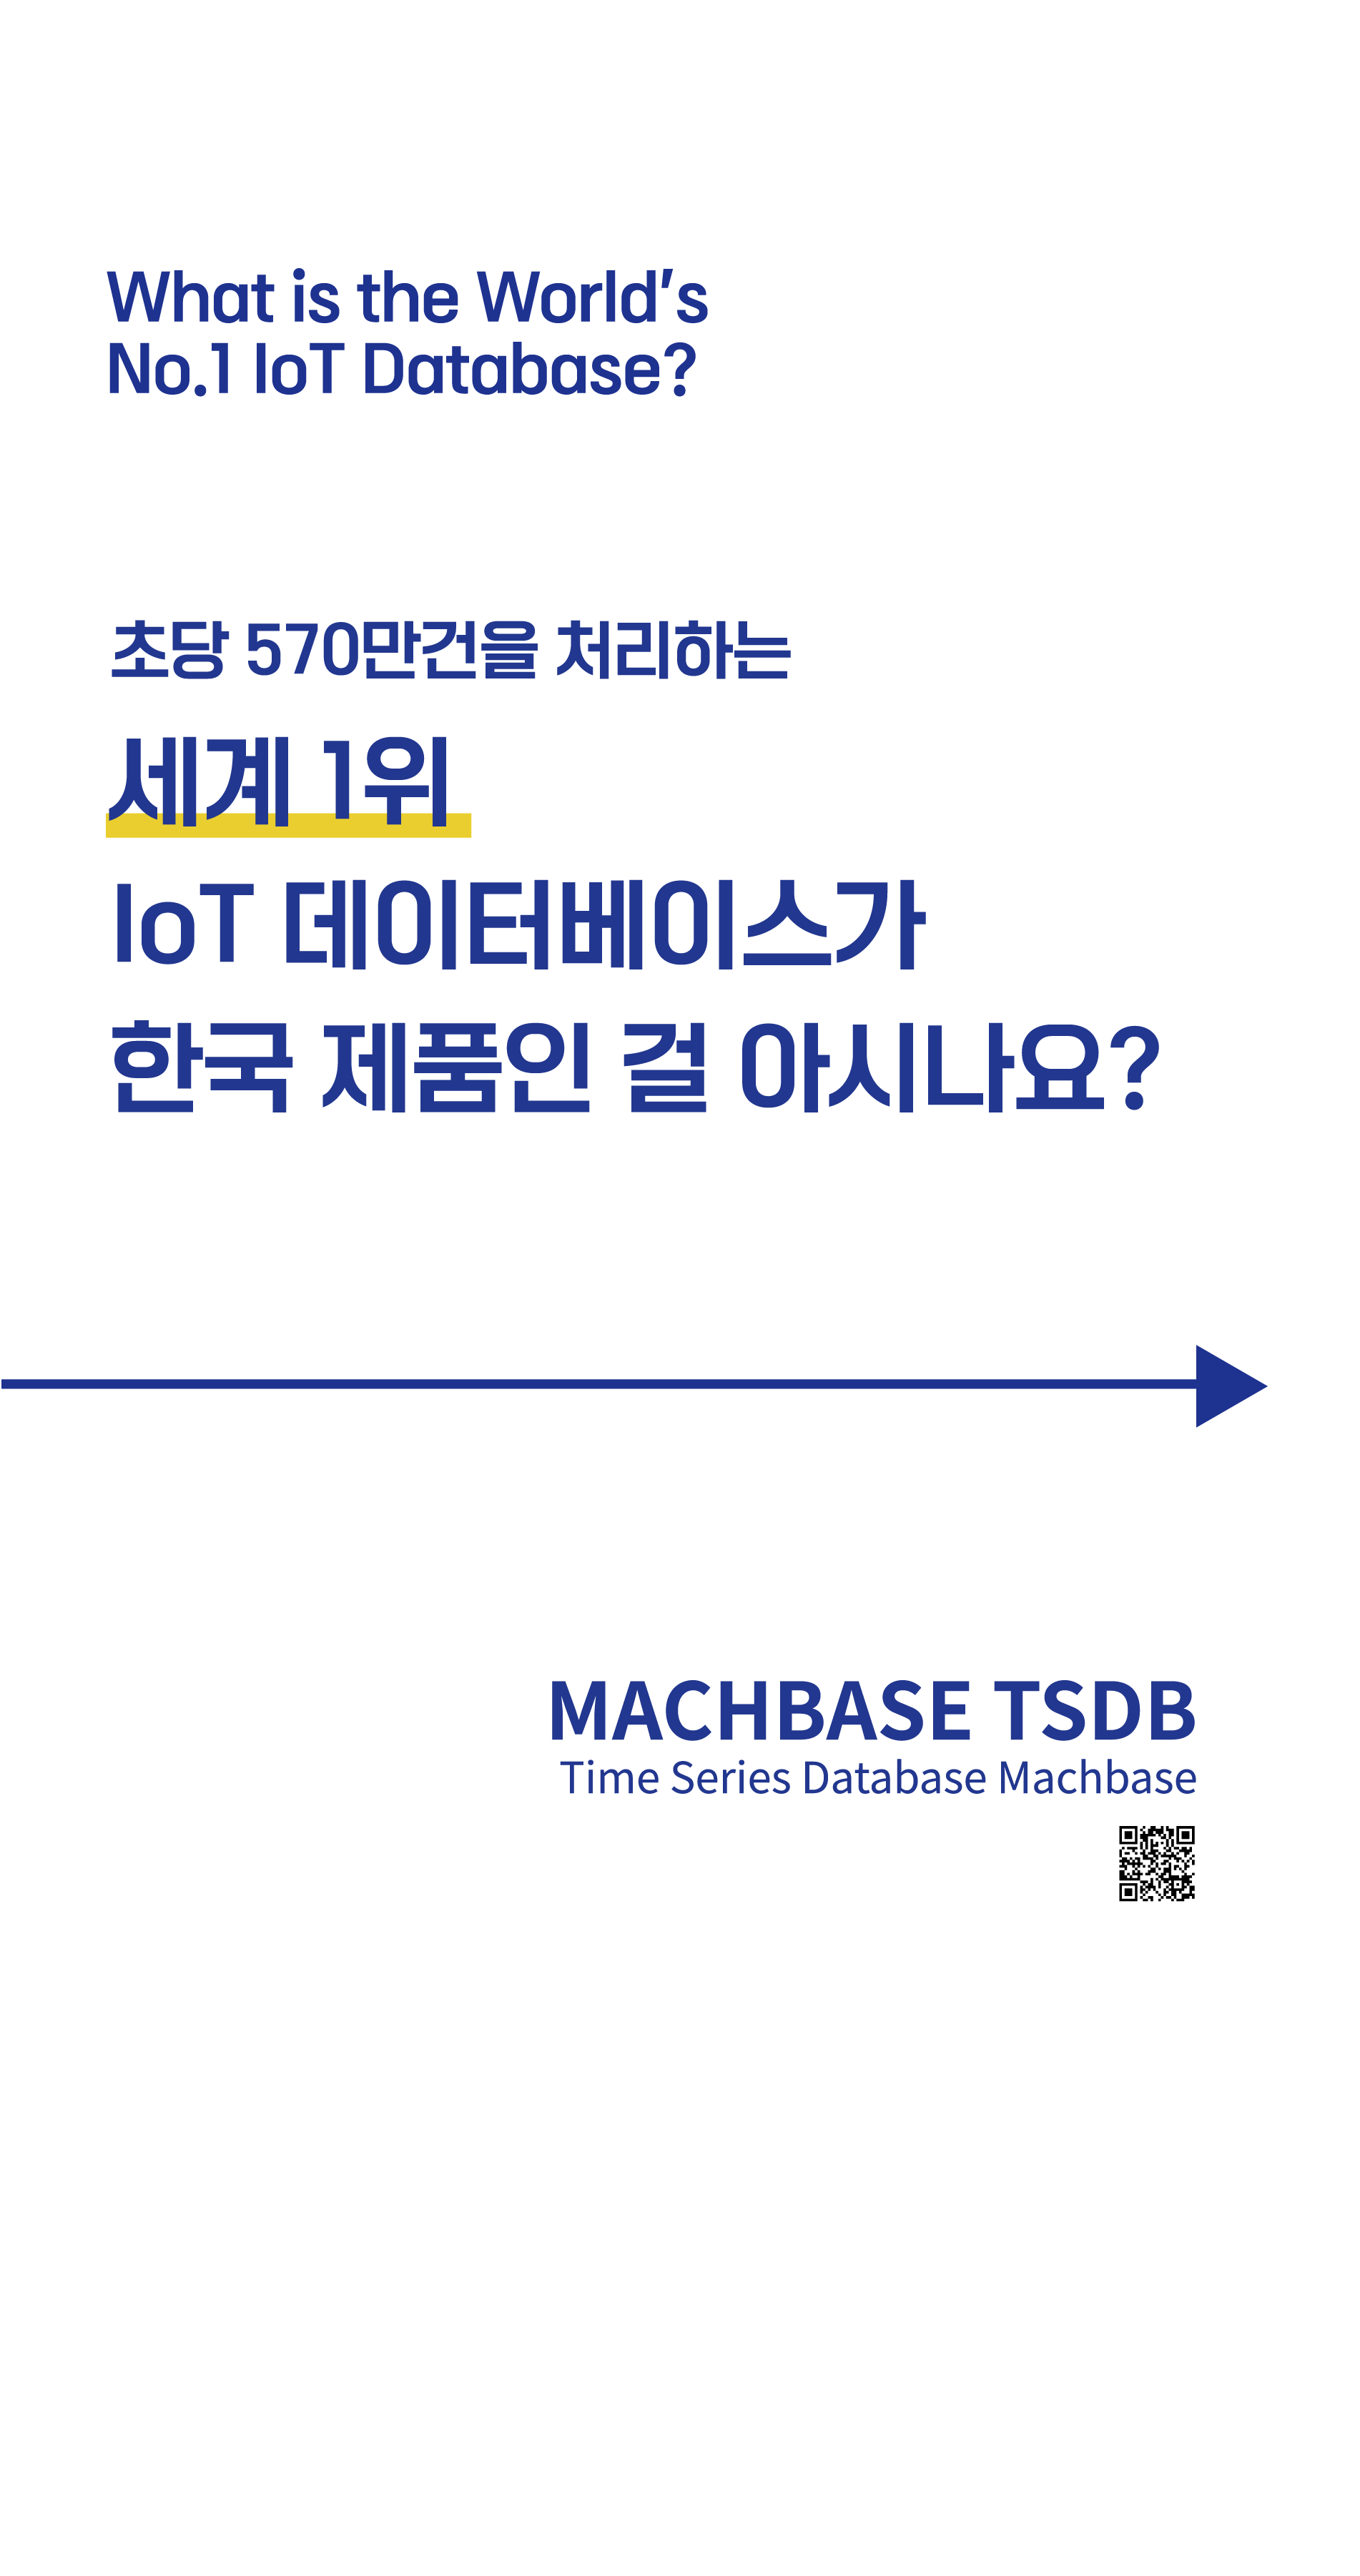 What is the World's
No.1 IoT Database?
초당 570만건을 처리하는
세계 1위
IoT 데이터베이스가
한국 제품인 걸 아시나요?
MACHBASE TSDB
Time Series Database Machbase